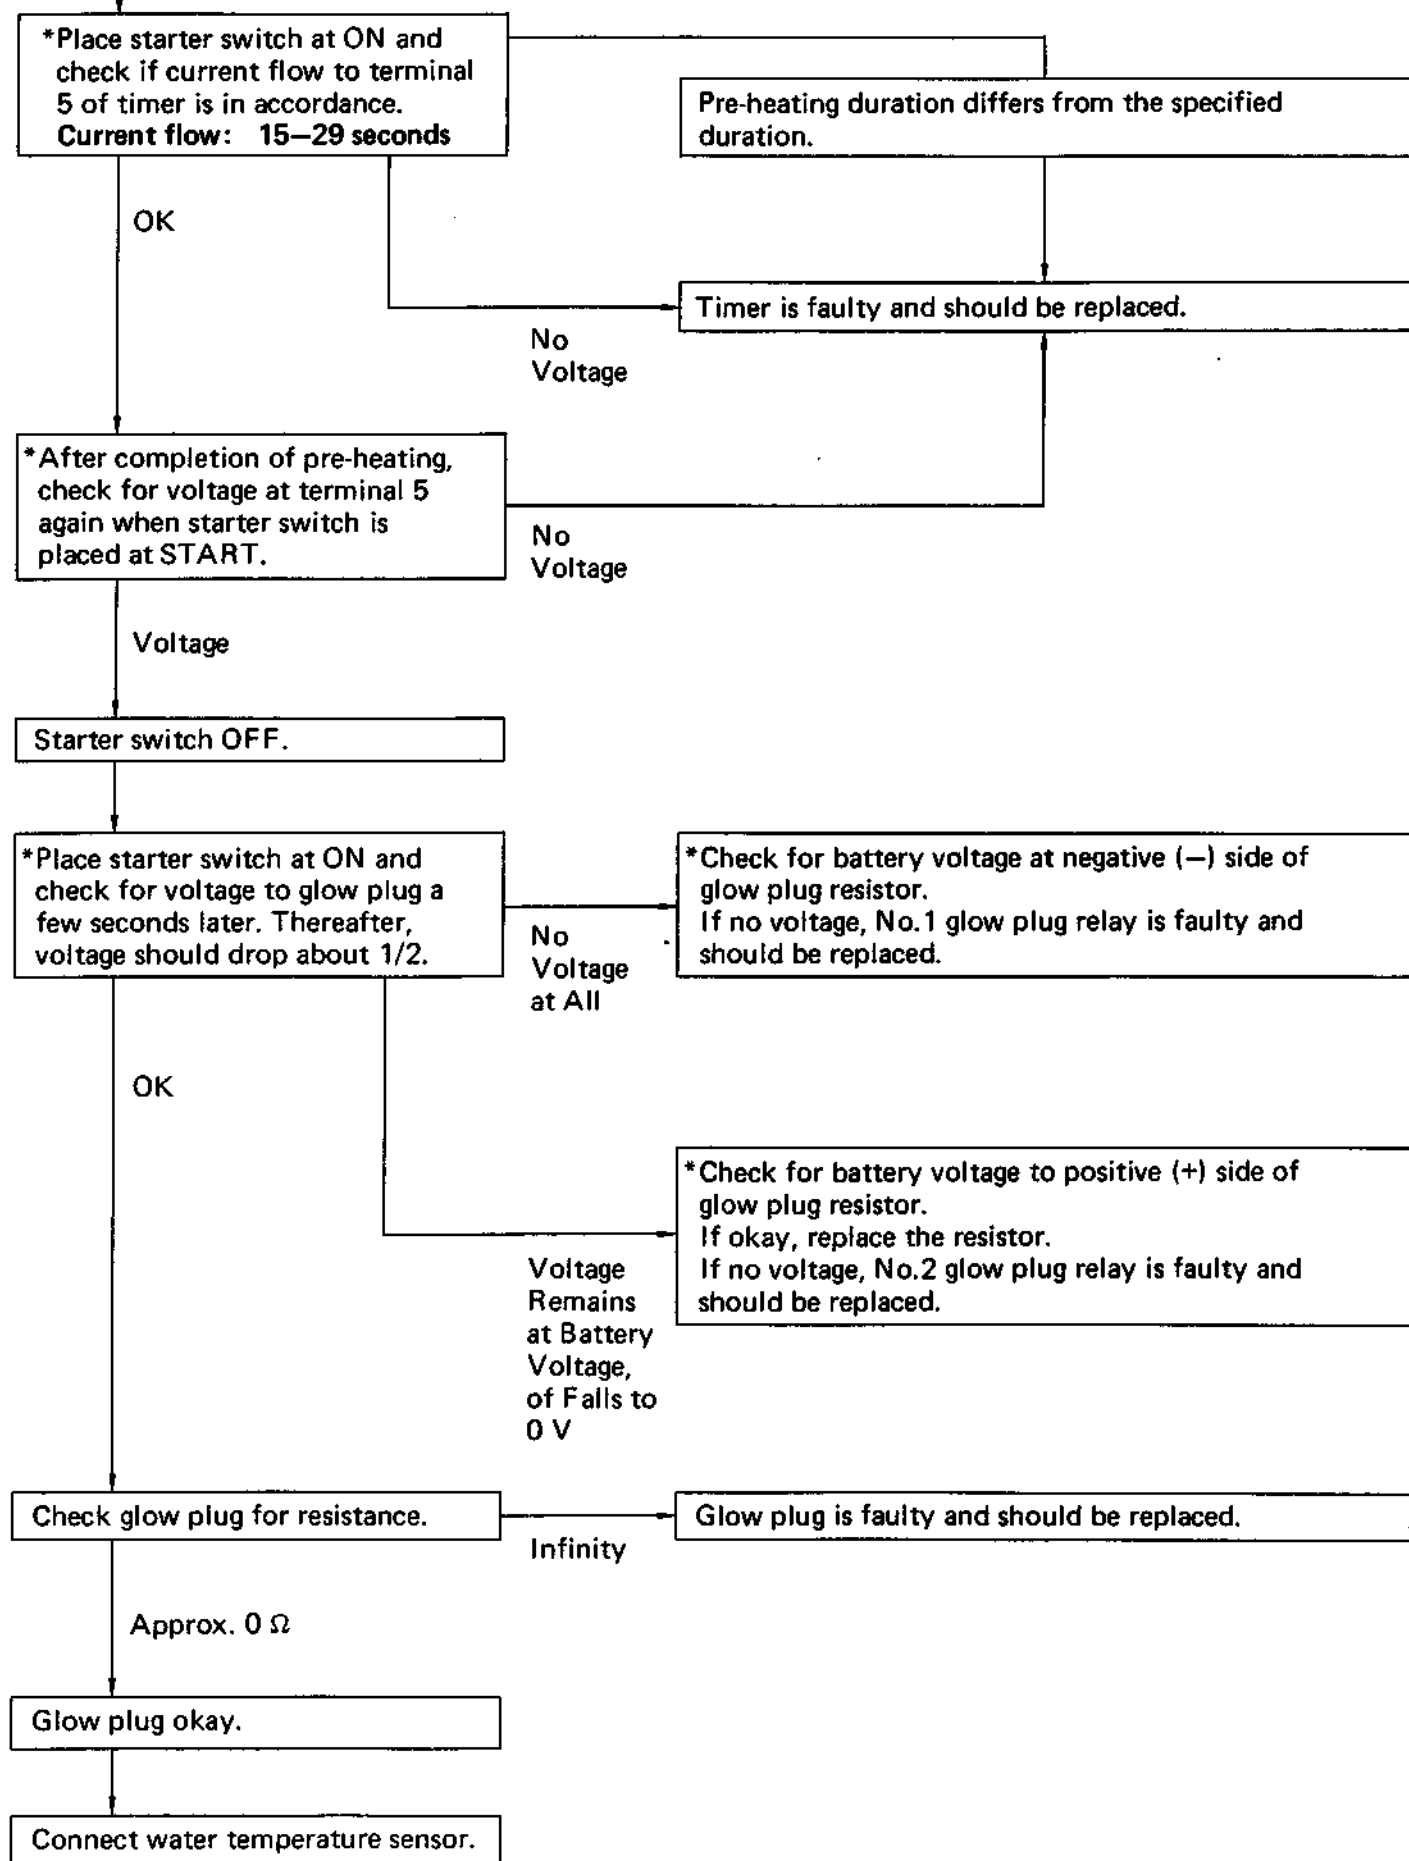 *Place starter switch at ON and
check if current flow to terminal
5 of timer is in accordance.
Current flow: 15–29 seconds
Pre-heating duration differs from the specified
duration.
OK
Timer is faulty and should be replaced.
No
Voltage
*After completion of pre-heating,
check for voltage at terminal 5
again when starter switch is
placed at START.
No
Voltage
Voltage
Starter switch OFF.
*Place starter switch at ON and
check for voltage to glow plug a
few seconds later. Thereafter,
voltage should drop about 1/2.
No
Voltage
at All
*Check for battery voltage at negative (–) side of
glow plug resistor.
If no voltage, No.1 glow plug relay is faulty and
should be replaced.
OK
Voltage
Remains
at Battery
Voltage,
of Falls to
0 V
*Check for battery voltage to positive (+) side of
glow plug resistor.
If okay, replace the resistor.
If no voltage, No.2 glow plug relay is faulty and
should be replaced.
Check glow plug for resistance.
Infinity
Glow plug is faulty and should be replaced.
Approx. 0 Ω
Glow plug okay.
Connect water temperature sensor.